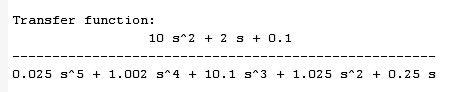 Transfer function:
10 s^2 + 2 s + 0.1
-----------------------------------------------------
0.025 s^5 + 1.002 s^4 + 10.1 s^3 + 1.025 s^2 + 0.25 s